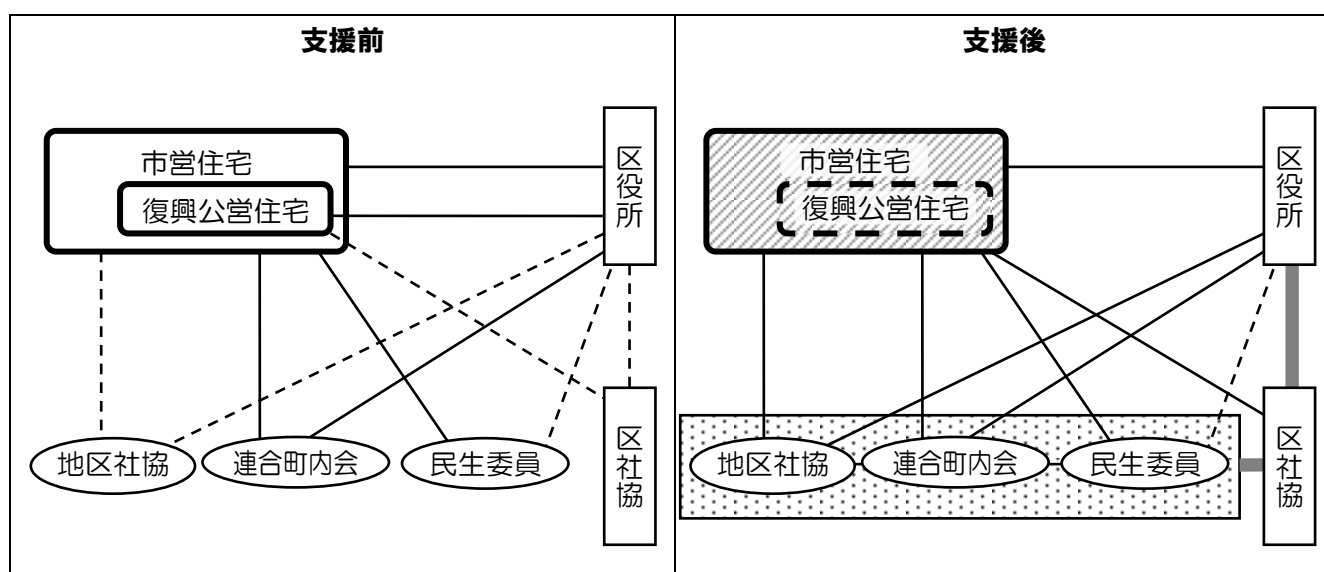 支援前
市営住宅
復興公営住宅
区役所
地区社協
連合町内会
民生委員
区社協
支援後
市営住宅
復興公営住宅
区役所
地区社協
連合町内会
民生委員
区社協